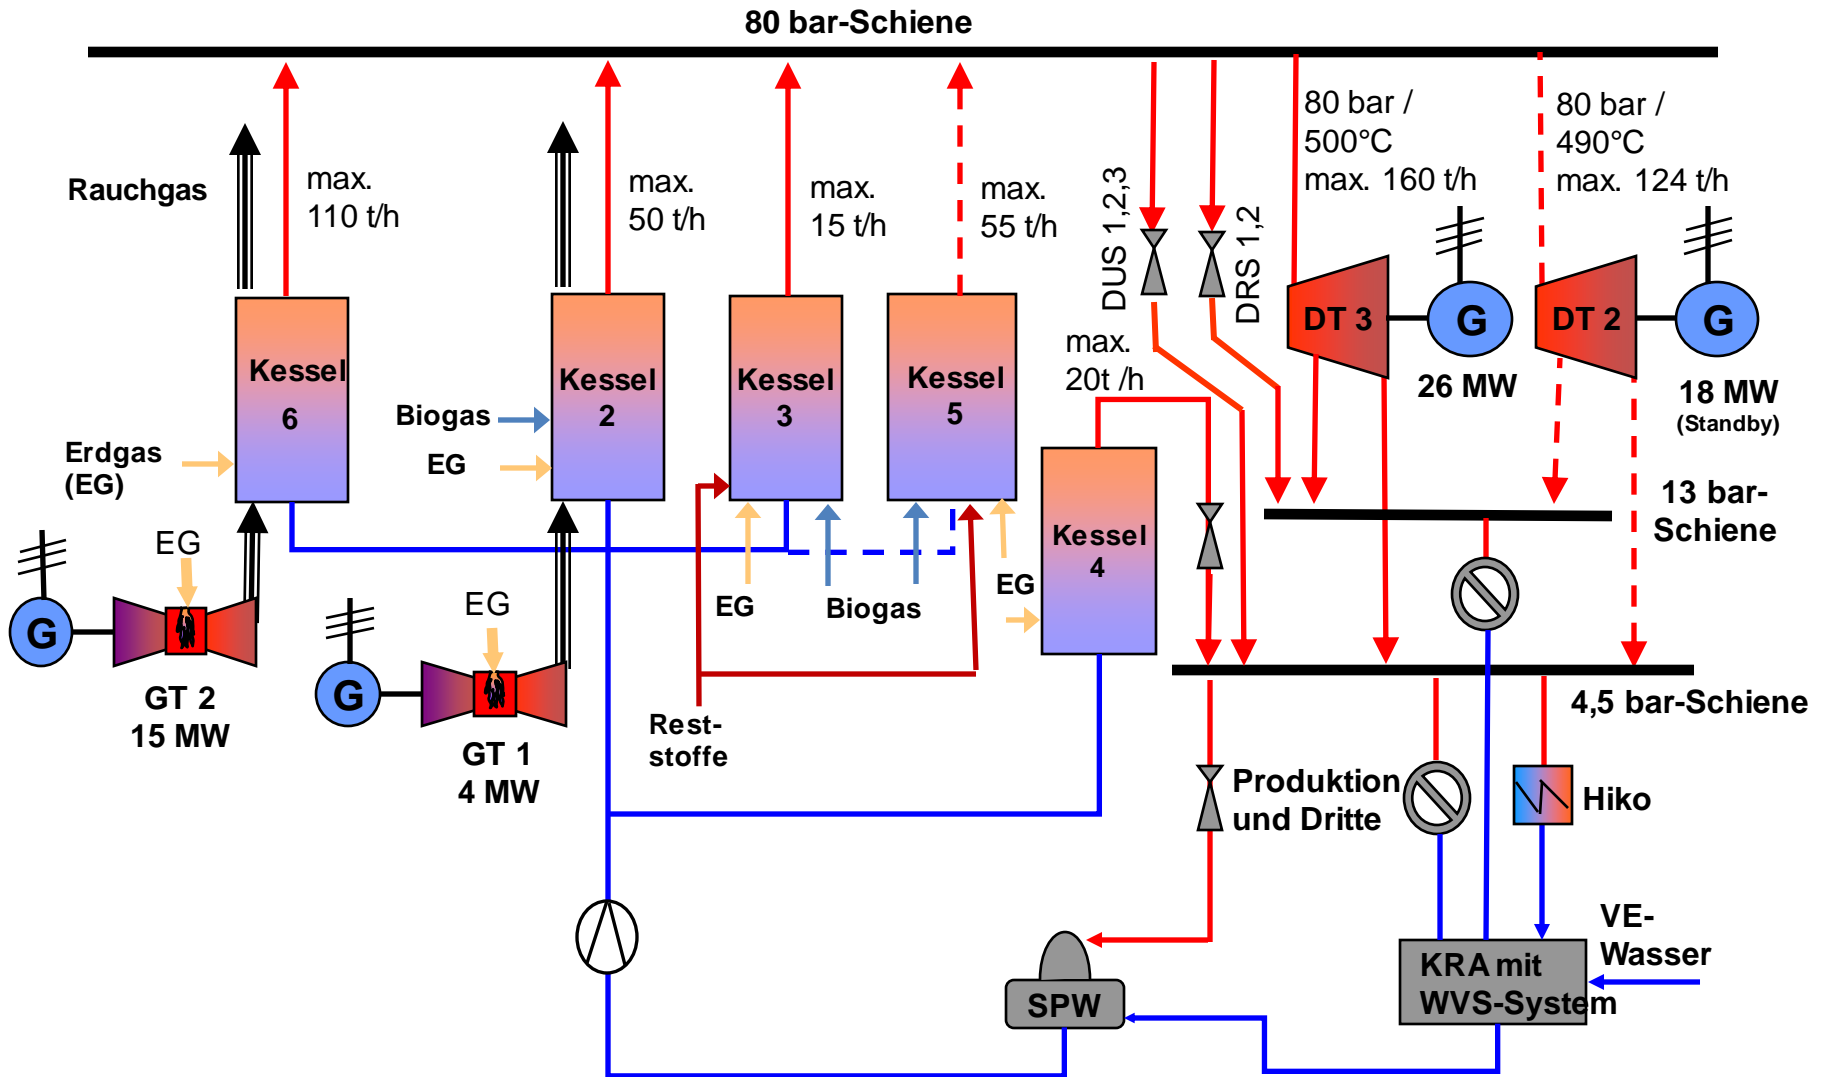 80 bar-Schiene
Rauchgas
max.
110 t/h
max.
50 t/h
max.
15 t/h
max.
55 t/h
DUS 1,2,3
DRS 1,2
80 bar /
500°C
max. 160 t/h
80 bar /
490°C
max. 124 t/h
Kessel
6
Kessel
2
Kessel
3
Kessel
5
max.
20t /h
DT 3
G
26 MW
DT 2
G
18 MW
(Standby)
Biogas
EG
Erdgas
(EG)
13 bar-
Schiene
Kessel
4
EG
G
GT 2
15 MW
EG
G
GT 1
4 MW
EG
Biogas
EG
Rest-
stoffe
4,5 bar-Schiene
Produktion
und Dritte
Hiko
VE-
Wasser
KRA mit
WVS-System
SPW